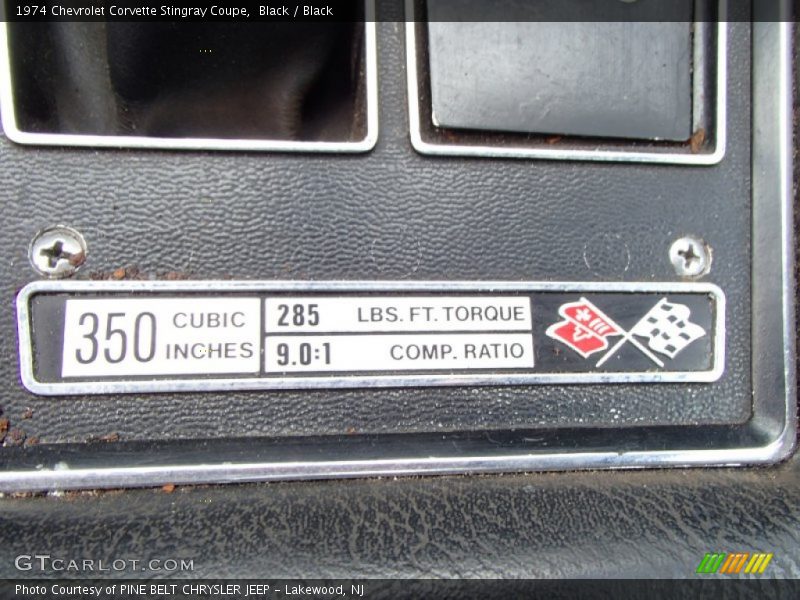 1974 Chevrolet Corvette Stingray Coupe,  Black / Black
350 CUBIC INCHES
285 LBS. FT. TORQUE
9.0:1 COMP. RATIO
GTCARLOT.COM
Photo Courtesy of PINE BELT CHRYSLER JEEP - Lakewood, NJ